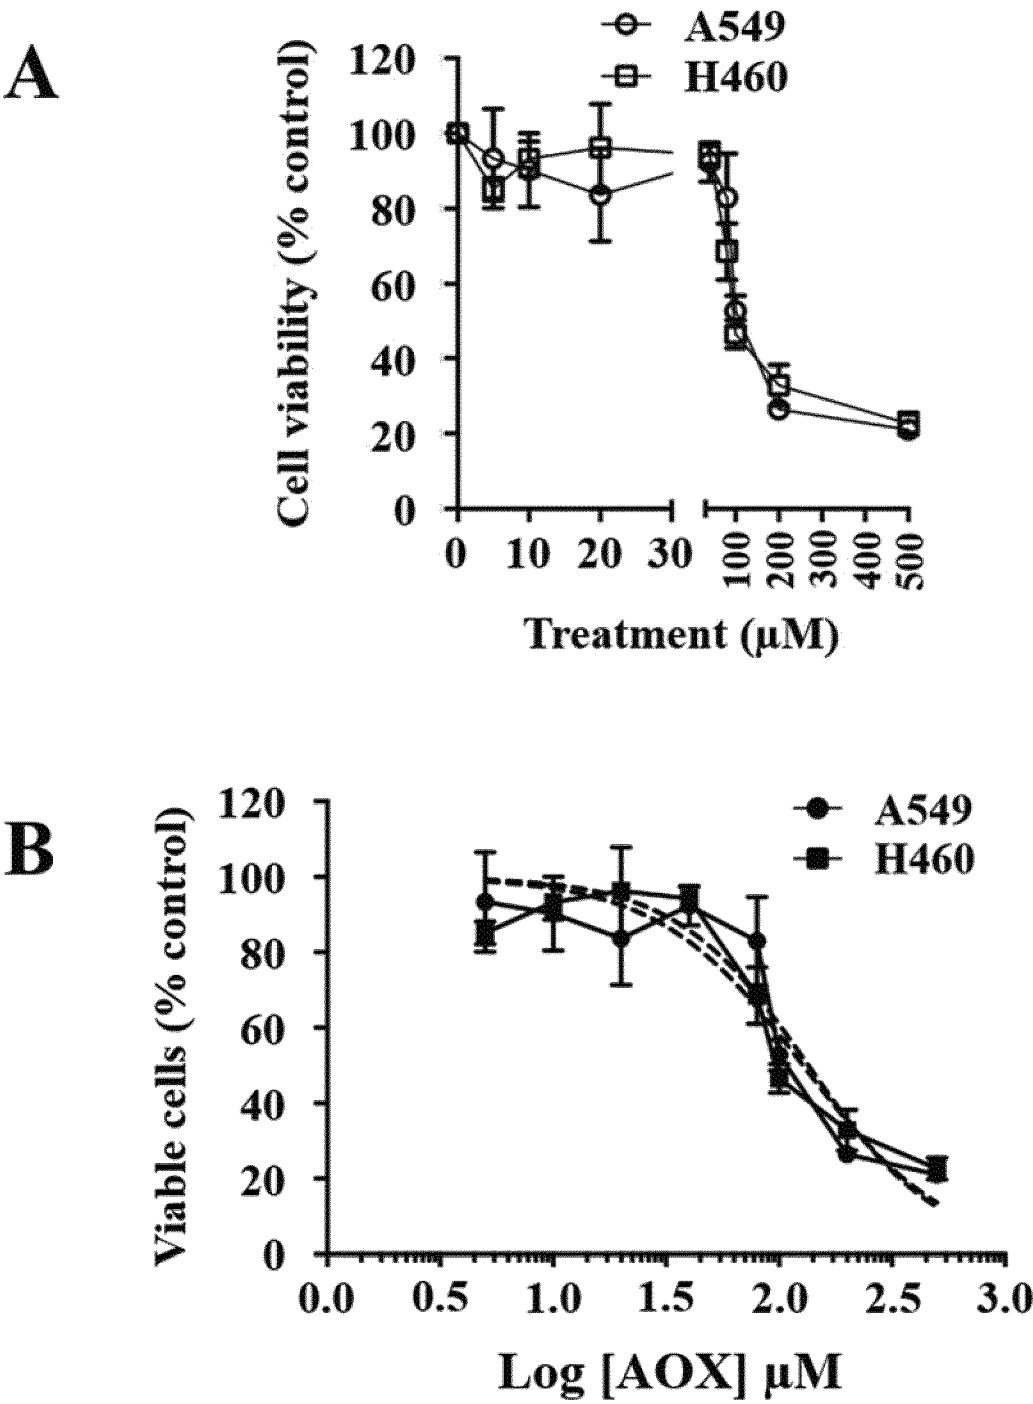 A
A549
H460
Cell viability (% control)
120
100
80
60
40
20
0
0 10 20 30 100 200 300 400 500
Treatment (µM)
B
A549
H460
Viable cells (% control)
120
100
80
60
40
20
0
0.0 0.5 1.0 1.5 2.0 2.5 3.0
Log [AOX] µM